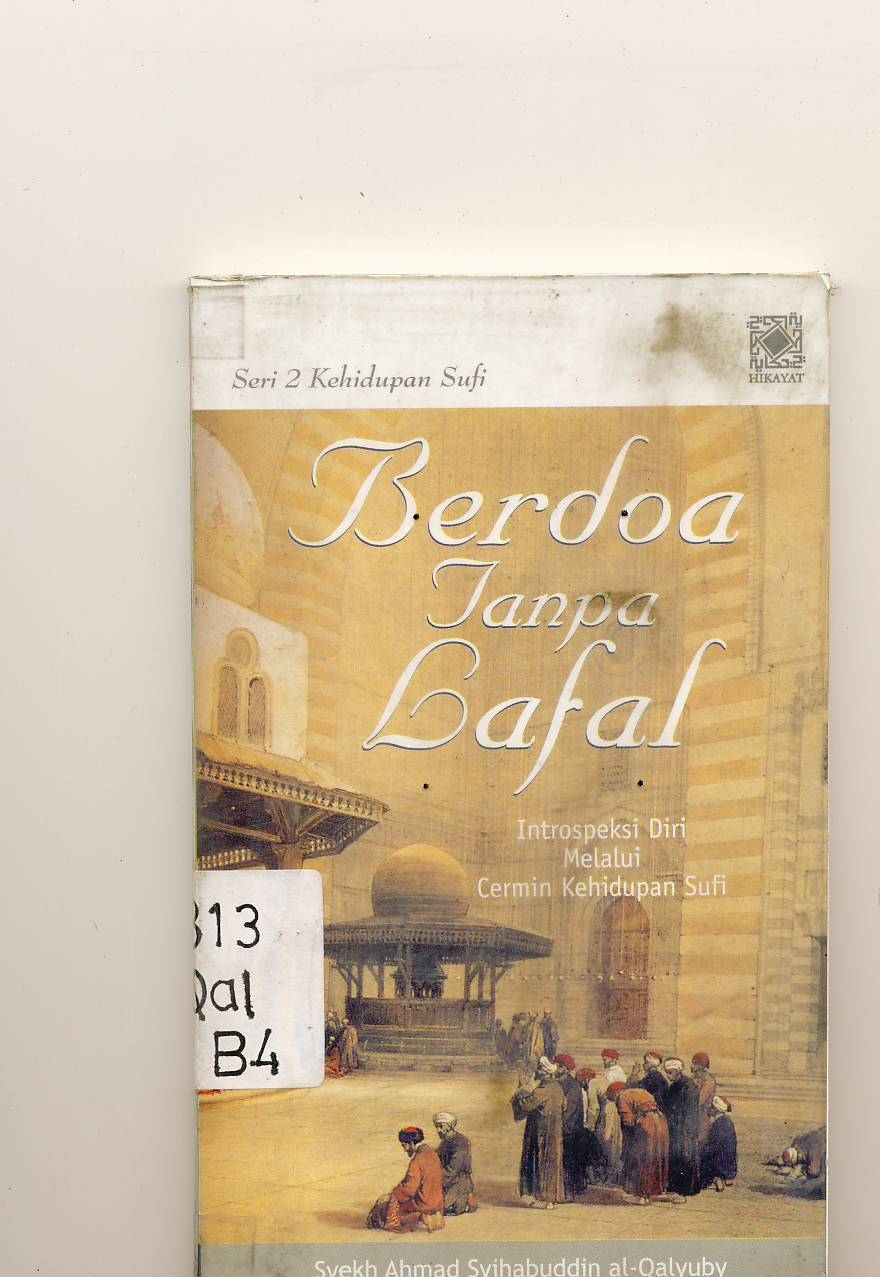 Seri 2 Kehidupan Sufi
HIKAYAT
Berdoa
Tanpa
Lafal
Introspeksi Diri
Melalui
Cermin Kehidupan Sufi
813
Qal
B4
Syekh Ahmad Syihabuddin al-Qalyuby